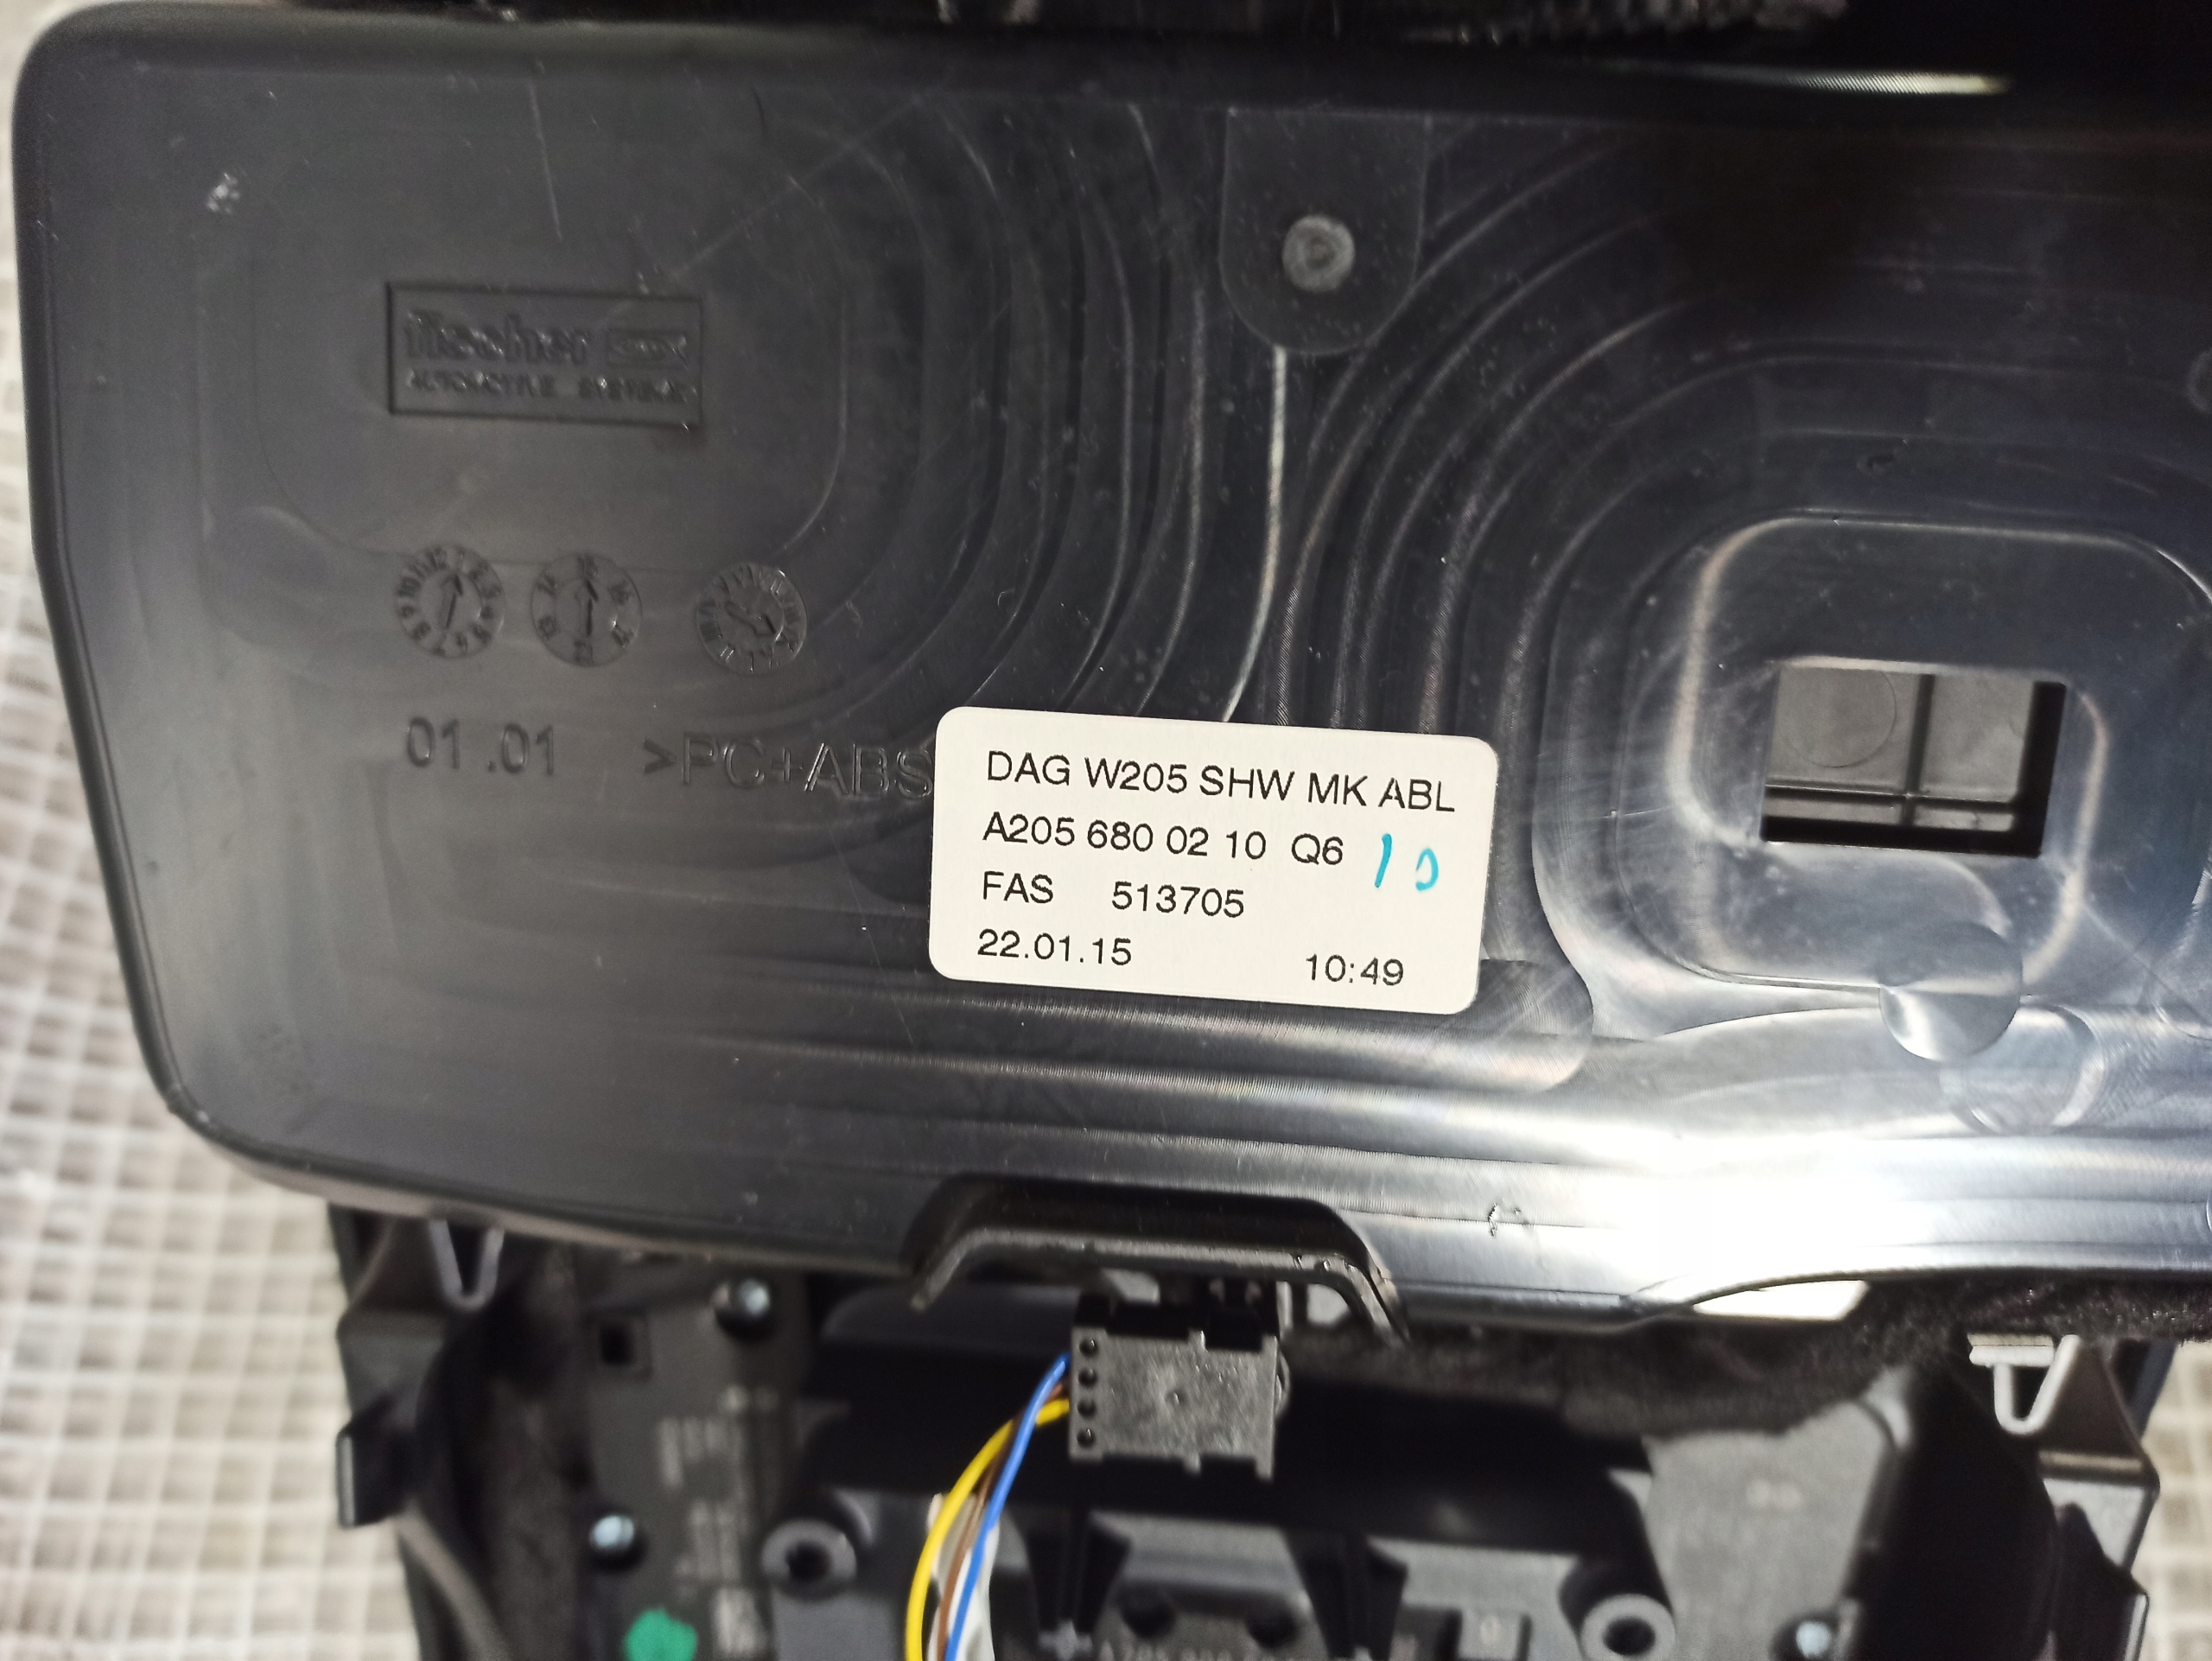 fischer
AUTOMOTIVE SYSTEMS
01.01 >PC+ABS
DAG W205 SHW MK ABL
A205 680 02 10 Q6 10
FAS 513705
22.01.15 10:49